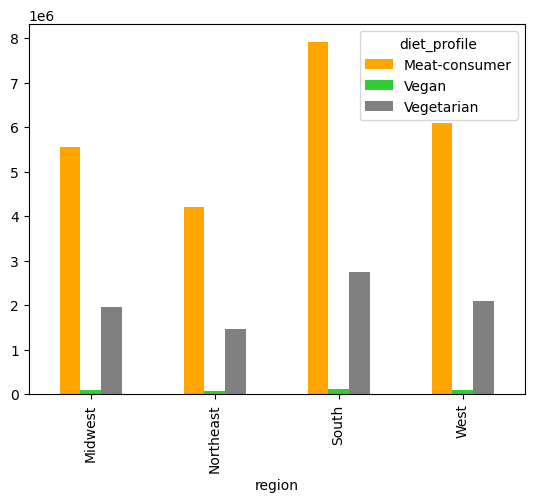 1e6
8
7
6
5
4
3
2
1
0
diet_profile
Meat-consumer
Vegan
Vegetarian
Midwest
Northeast
South
West
region